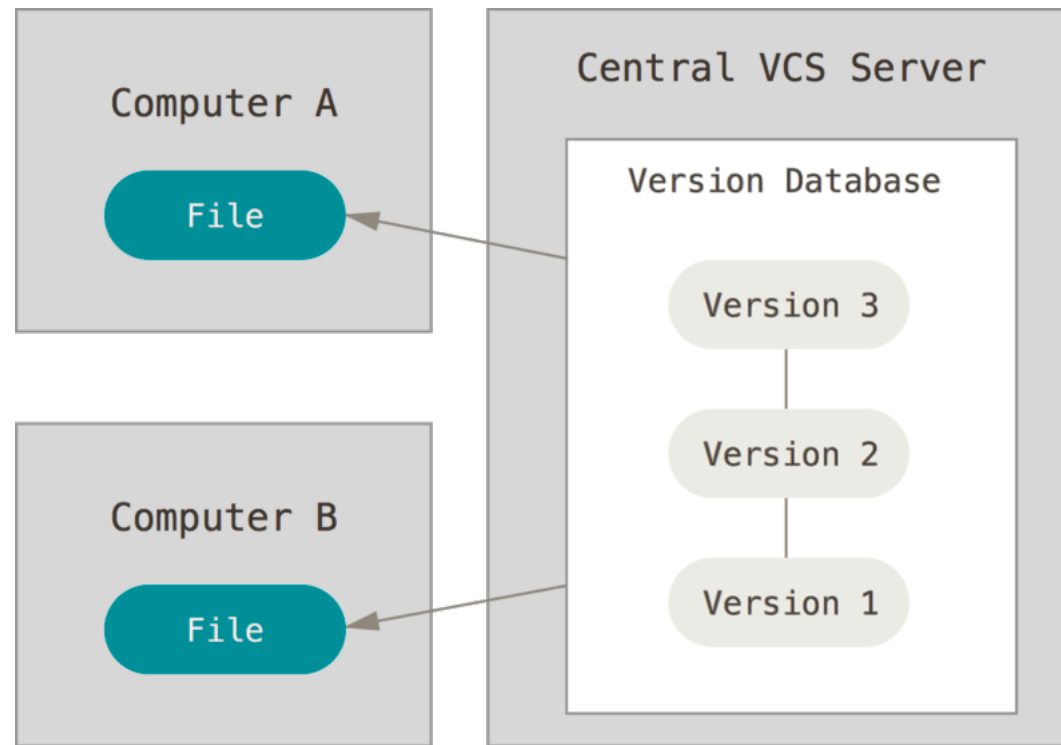 Computer A
File
Computer B
File
Central VCS Server
Version Database
Version 3
Version 2
Version 1